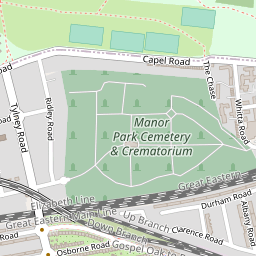 Capel Road
The Chase
Tylney Road
Ridley Road
Whitta Road
Manor
Park Cemetery
& Crematorium
Great Eastern
Elizabeth Line
Great Eastern Main Line - Up Branch
Down Branch
Durham Road
Albany Road
Clarence Road
Road
Osborne Road
Gospel Oak to